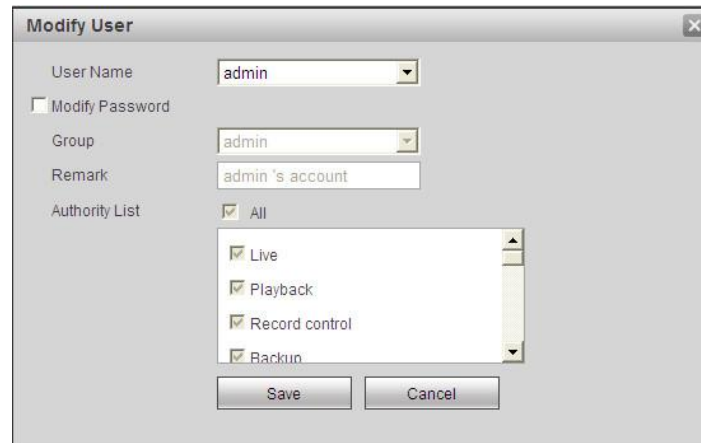 Modify User
User Name admin
Modify Password
Group admin
Remark admin 's account
Authority List All
Live
Playback
Record control
Backup
Save Cancel